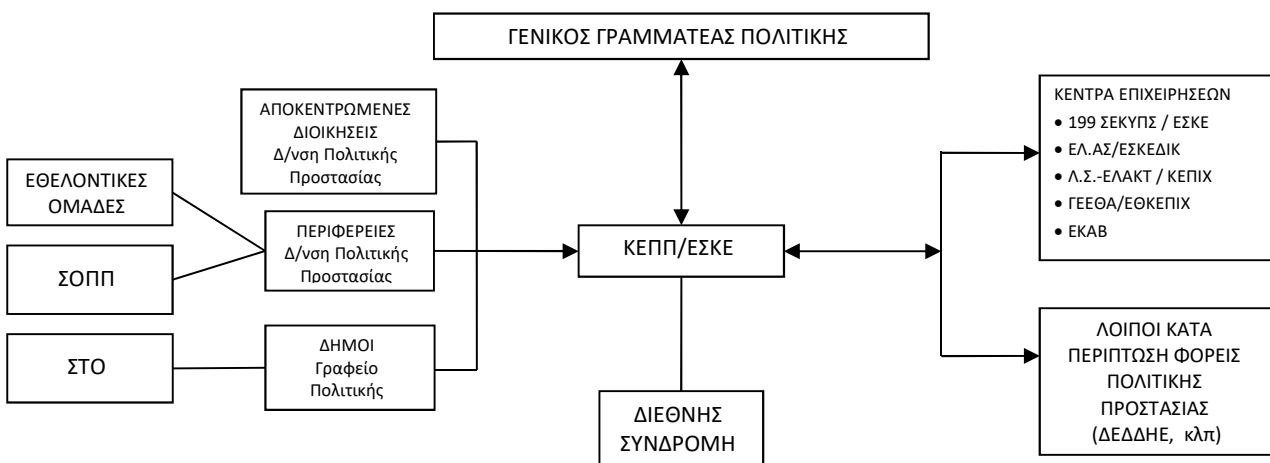 ΓΕΝΙΚΟΣ ΓΡΑΜΜΑΤΕΑΣ ΠΟΛΙΤΙΚΗΣ
ΑΠΟΚΕΝΤΡΩΜΕΝΕΣ
ΔΙΟΙΚΗΣΕΙΣ
Δ/νση Πολιτικής
Προστασίας
ΕΘΕΛΟΝΤΙΚΕΣ
ΟΜΑΔΕΣ
ΣΟΠΠ
ΣΤΟ
ΠΕΡΙΦΕΡΕΙΕΣ
Δ/νση Πολιτικής
Προστασίας
ΔΗΜΟΙ
Γραφείο
Πολιτικής
ΚΕΠΠ/ΕΣΚΕ
ΔΙΕΘΝΗΣ
ΣΥΝΔΡΟΜΗ
ΚΕΝΤΡΑ ΕΠΙΧΕΙΡΗΣΕΩΝ
• 199 ΣΕΚΥΠΣ / ΕΣΚΕ
• ΕΛ.ΑΣ/ΕΣΚΕΔΙΚ
• Λ.Σ.-ΕΛΑΚΤ / ΚΕΠΙΧ
• ΓΕΕΘΑ/ΕΘΚΕΠΙΧ
• ΕΚΑΒ
ΛΟΙΠΟΙ ΚΑΤΑ
ΠΕΡΙΠΤΩΣΗ ΦΟΡΕΙΣ
ΠΟΛΙΤΙΚΗΣ
ΠΡΟΣΤΑΣΙΑΣ
(ΔΕΔΔΗΕ, κλπ)